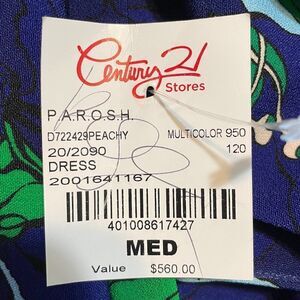 Century 21
Stores
P.A.R.O.S.H.
D722429PEACHY MULTICOLOR 950
20/2090 120
DRESS
2001641167
401008617427
MED
Value $560.00